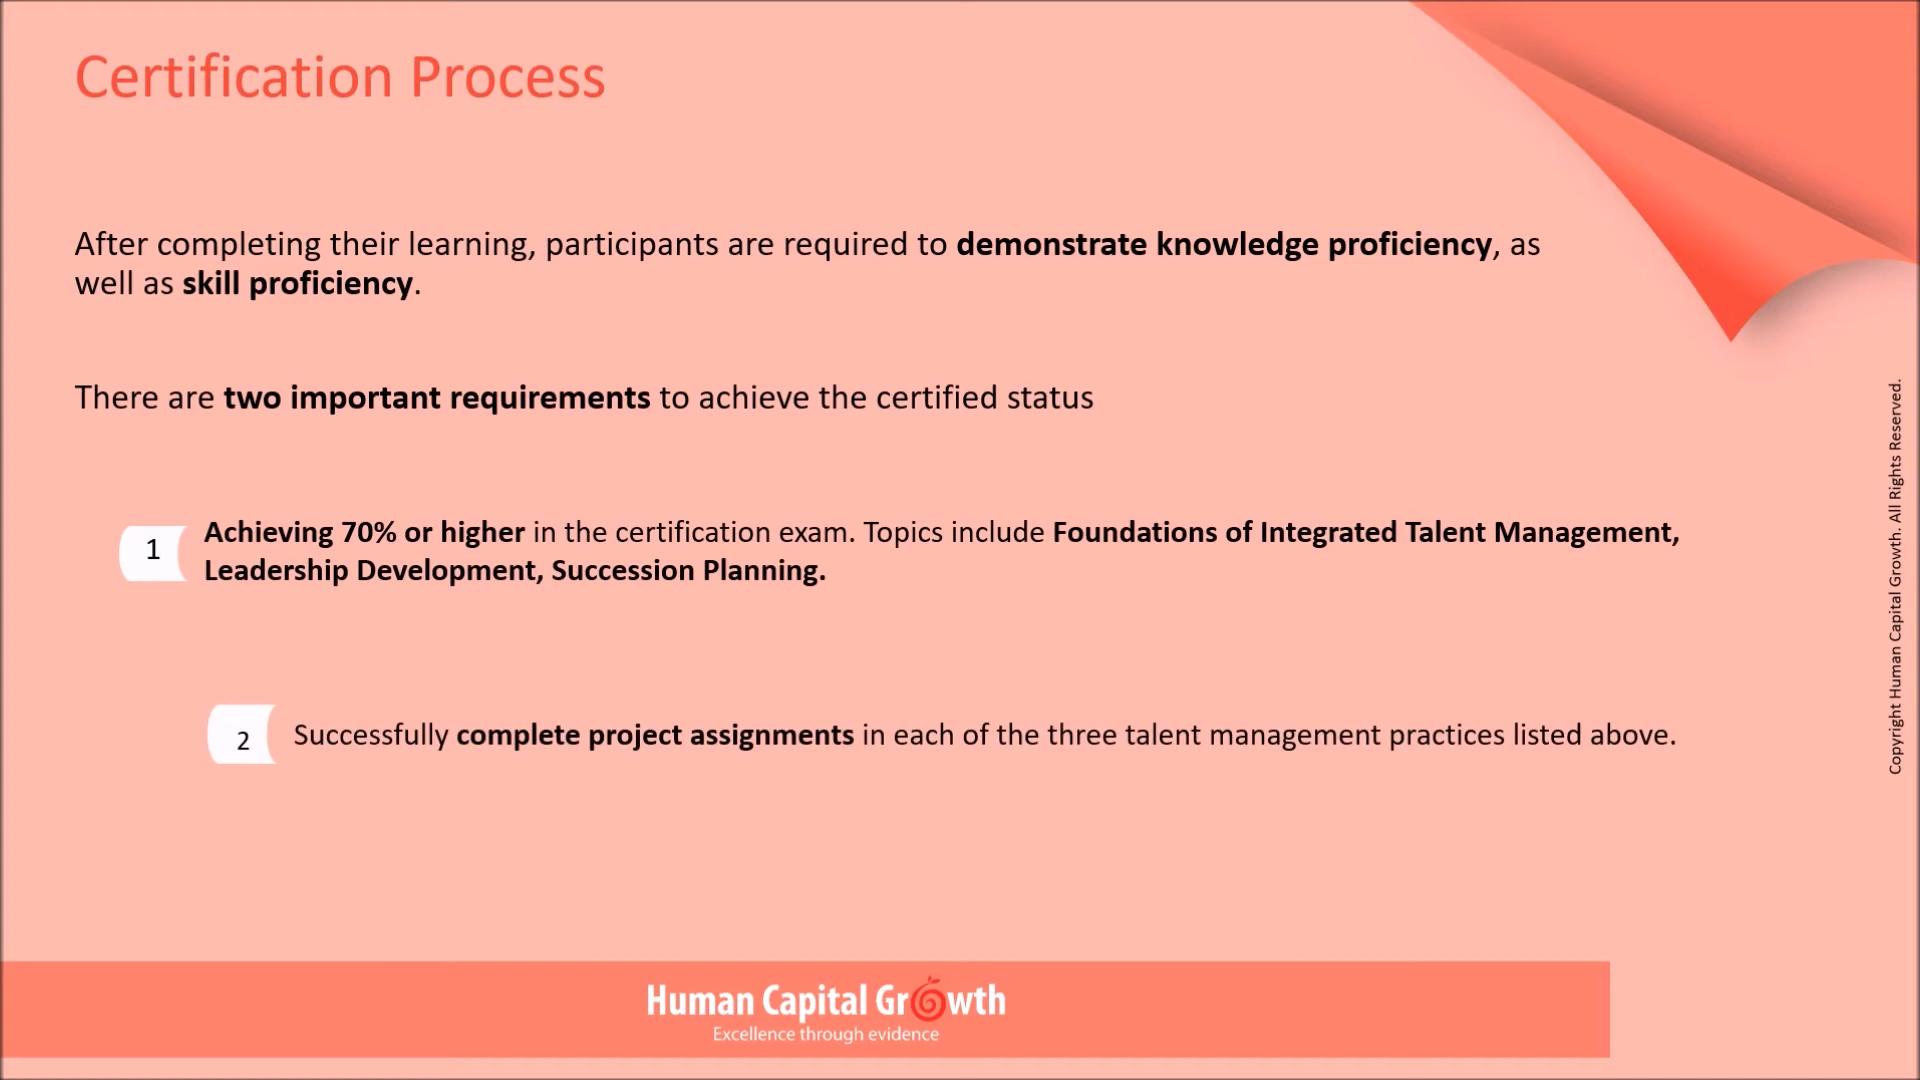 Certification Process
After completing their learning, participants are required to demonstrate knowledge proficiency, as
well as skill proficiency.
There are two important requirements to achieve the certified status
1
Achieving 70% or higher in the certification exam. Topics include Foundations of Integrated Talent Management,
Leadership Development, Succession Planning.
2
Successfully complete project assignments in each of the three talent management practices listed above.
Copyright Human Capital Growth. All Rights Reserved.
Human Capital Growth
Excellence through evidence